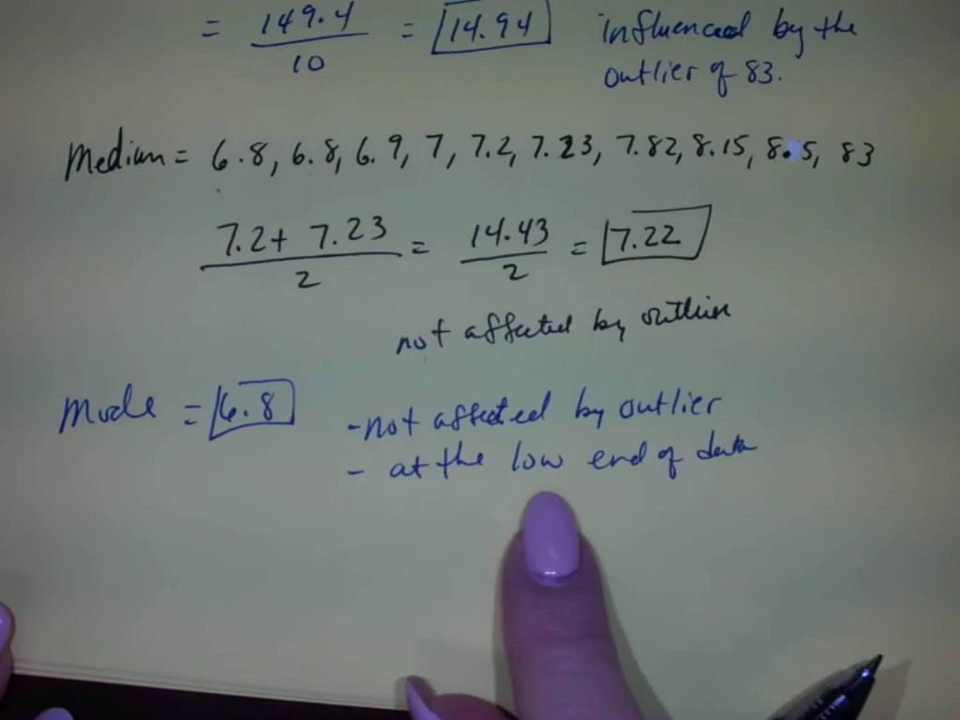 = 149.4 / 10 = 14.94 influenced by the
outlier of 83.
Median = 6.8, 6.8, 6.9, 7, 7.2, 7.23, 7.82, 8.15, 8.5, 83
7.2 + 7.23 / 2 = 14.43 / 2 = 7.22
not affected by outlier
Mode = 6.8 - not affected by outlier
- at the low end of data